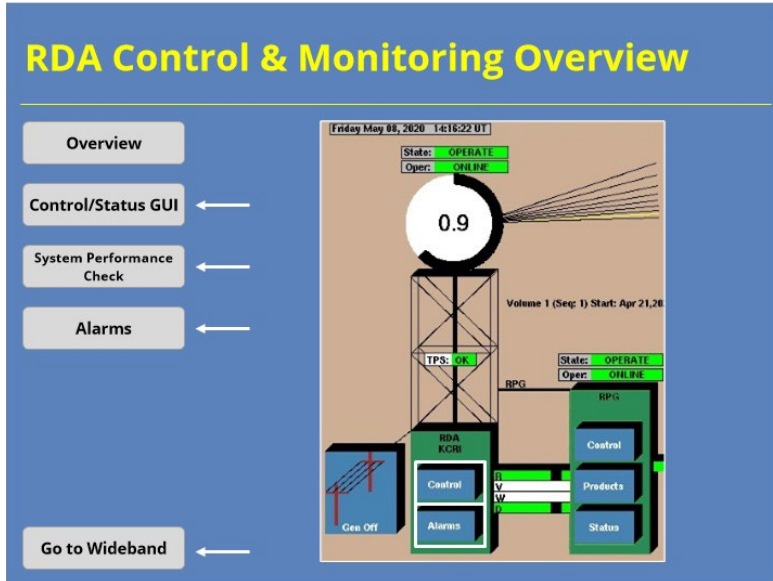 RDA Control & Monitoring Overview
Overview
Control/Status GUI
System Performance
Check
Alarms
Go to Wideband
Friday May 08, 2020 14:16:22 UT
State: OPERATE
Oper: ONLINE
0.9
Volume 1 (Seq: 1) Start: Apr 21,20
TPS: OK
State: OPERATE
Oper: ONLINE
RPG
RPG
RDA
KCRI
Control
Alarms
Gen Off
R
V
W
D
Control
Products
Status